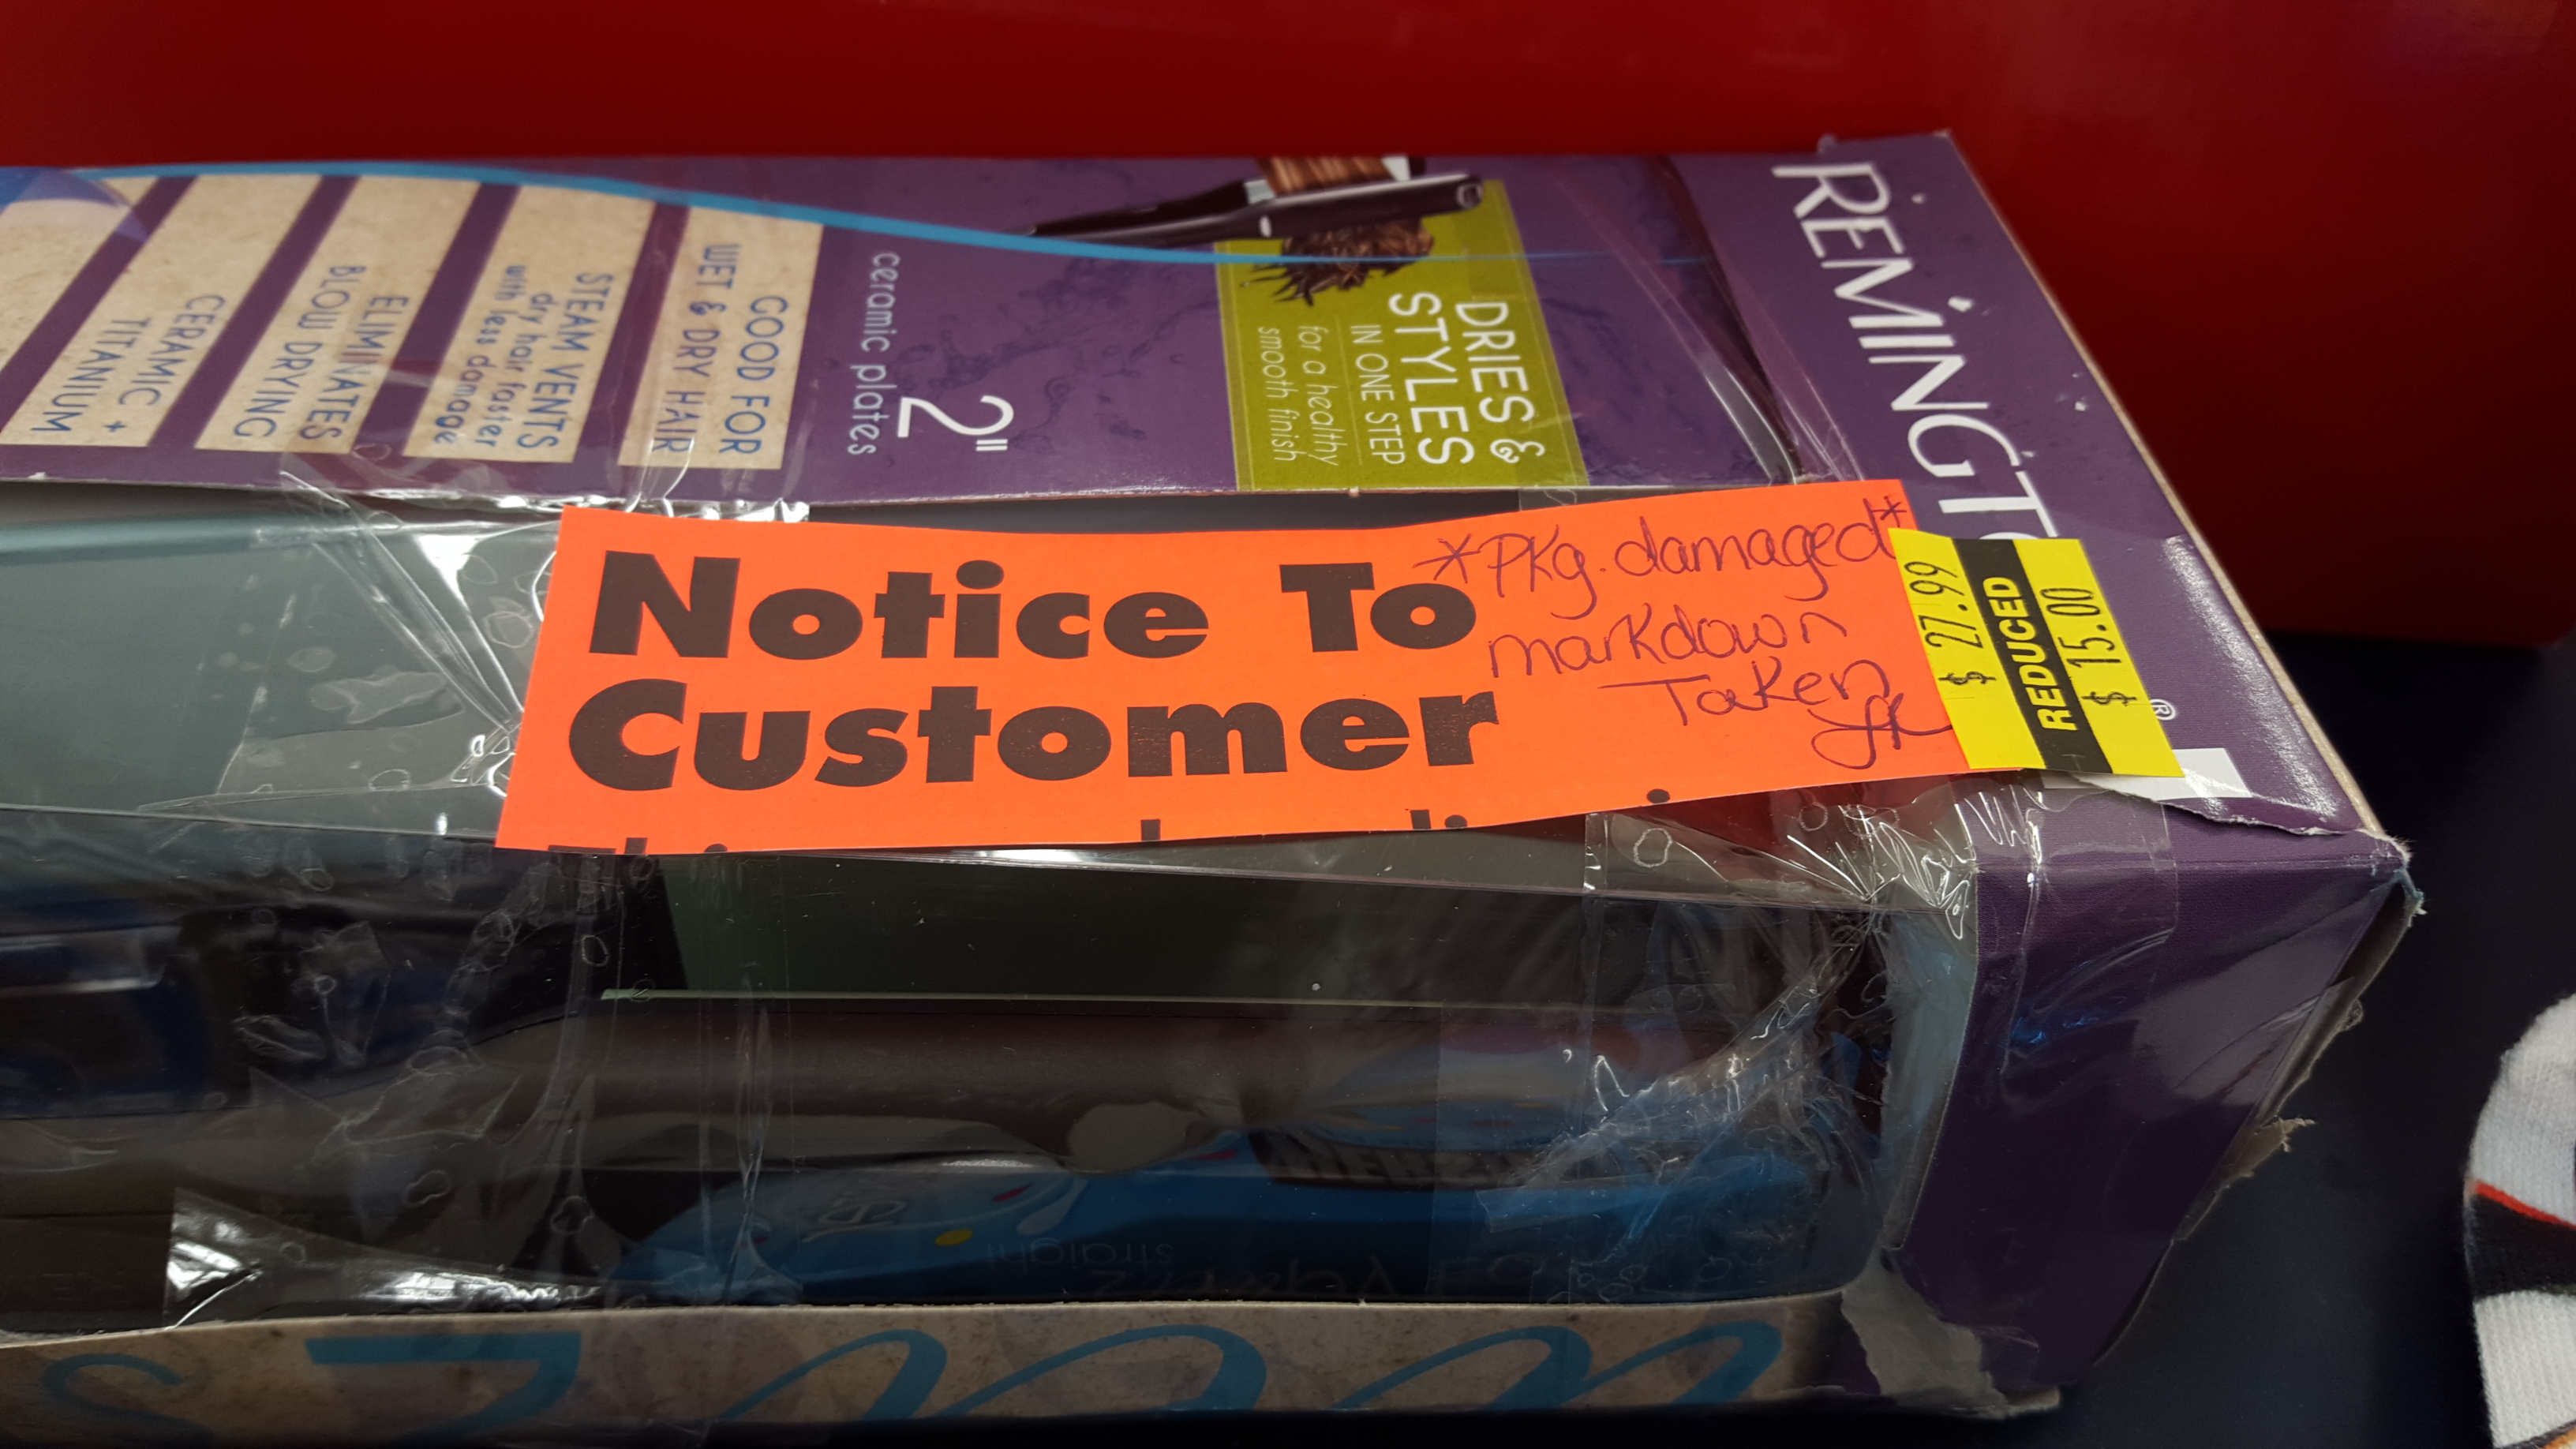 REMINGT
®
DRIES &
STYLES
IN ONE STEP
for a healthy
smooth finish
2"
ceramic plates
GOOD FOR
WET & DRY HAIR
STEAM VENTS
dry hair faster
with less damage
ELIMINATES
BLOW DRYING
CERAMIC +
TITANIUM
Notice To
Customer
*PKg. damaged*
markdown
Taken
$ 27.99
REDUCED
$ 15.00
straight